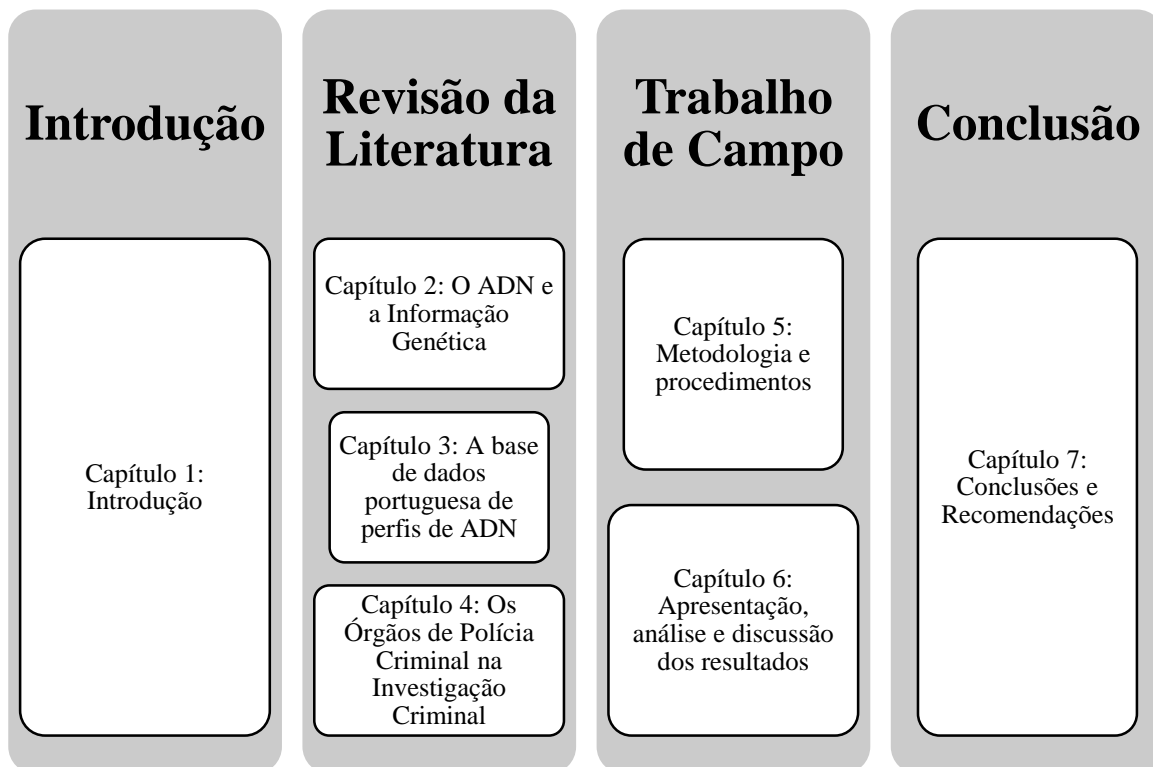 Introdução
Capítulo 1:
Introdução
Revisão da
Literatura
Capítulo 2: O ADN e
a Informação
Genética
Capítulo 3: A base
de dados
portuguesa de
perfis de ADN
Capítulo 4: Os
Órgãos de Polícia
Criminal na
Investigação
Criminal
Trabalho
de Campo
Capítulo 5:
Metodologia e
procedimentos
Capítulo 6:
Apresentação,
análise e discussão
dos resultados
Conclusão
Capítulo 7:
Conclusões e
Recomendações